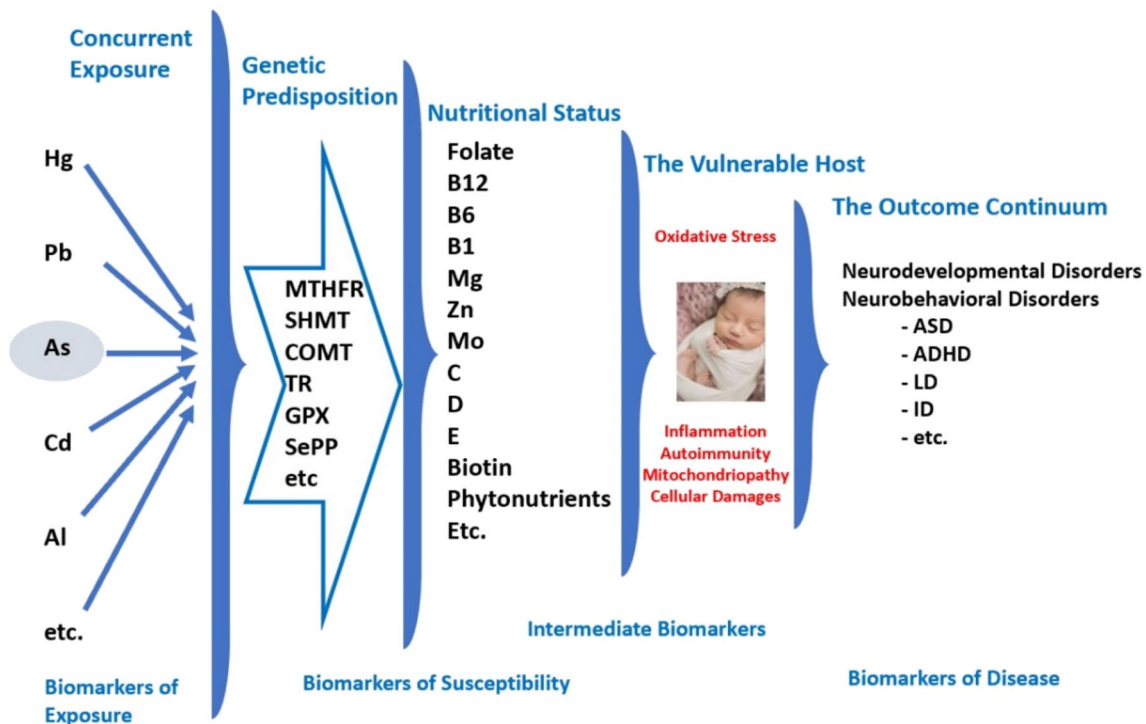 Concurrent
Exposure
Hg
Pb
As
Cd
Al
etc.
Biomarkers of
Exposure
Genetic
Predisposition
MTHFR
SHMT
COMT
TR
GPX
SePP
etc
Biomarkers of Susceptibility
Nutritional Status
Folate
B12
B6
B1
Mg
Zn
Mo
C
D
E
Biotin
Phytonutrients
Etc.
Intermediate Biomarkers
The Vulnerable Host
Oxidative Stress
Inflammation
Autoimmunity
Mitochondriopathy
Cellular Damages
The Outcome Continuum
Neurodevelopmental Disorders
Neurobehavioral Disorders
- ASD
- ADHD
- LD
- ID
- etc.
Biomarkers of Disease